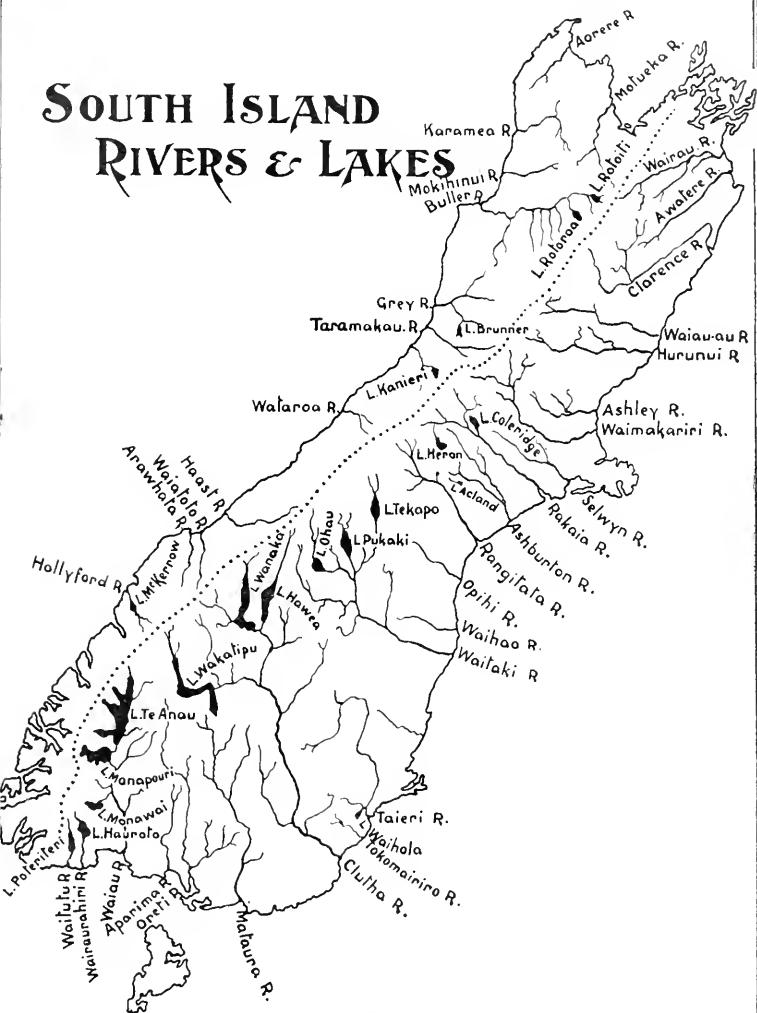 SOUTH ISLAND
RIVERS & LAKES
Aorere R
Motueka R.
Karamea R
L. Rotoiti
Wairau. R.
Mokihinui R
Buller R
Awatere R.
L. Rotoroa
Clarence R
Grey R.
Taramakau. R.
L. Brunner
Waiau-au R
Hurunui R
L. Kanieri
Wataroa R.
L. Coleridge
Ashley R.
Waimakariri R.
L. Heron
L. Acland
Selwyn R.
Haast R
Waiatoto R
Arawhata R
L. Tekapo
Rakaia R.
L. Ohau
L. Pukaki
Ashburton R.
Rangitata R.
Hollyford R
L. McKerrow
L. Wanaka
L. Hawea
Opihi R.
Waihao R.
Waitaki R
L. Wakatipu
L. Te Anau
L. Manapouri
L. Monawai
L. Hauroto
L. Poteriteri
Taieri R.
L. Waihola
Tokomairiro R.
Clutha R.
Waitutu R
Wairaurahiri R
Waiau R
Aparima R
Oreti R
Mataura R.